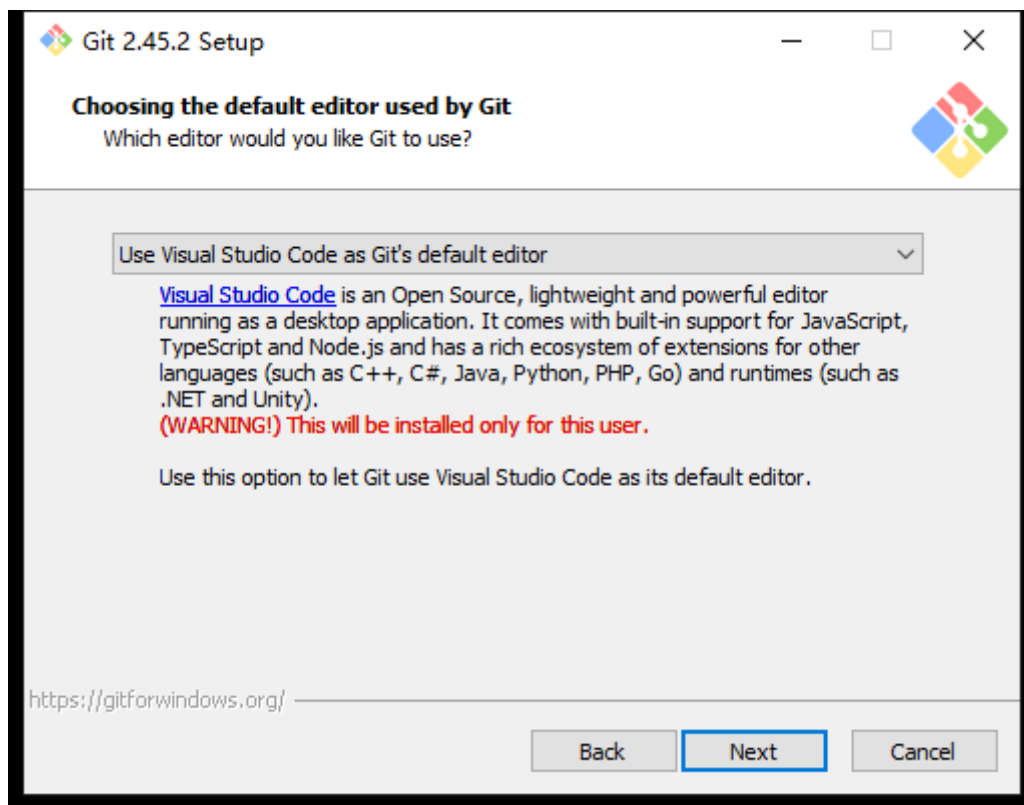 Git 2.45.2 Setup
Choosing the default editor used by Git
Which editor would you like Git to use?
Use Visual Studio Code as Git's default editor
Visual Studio Code is an Open Source, lightweight and powerful editor
running as a desktop application. It comes with built-in support for JavaScript,
TypeScript and Node.js and has a rich ecosystem of extensions for other
languages (such as C++, C#, Java, Python, PHP, Go) and runtimes (such as
.NET and Unity).
(WARNING!) This will be installed only for this user.
Use this option to let Git use Visual Studio Code as its default editor.
https://gitforwindows.org/
Back Next Cancel